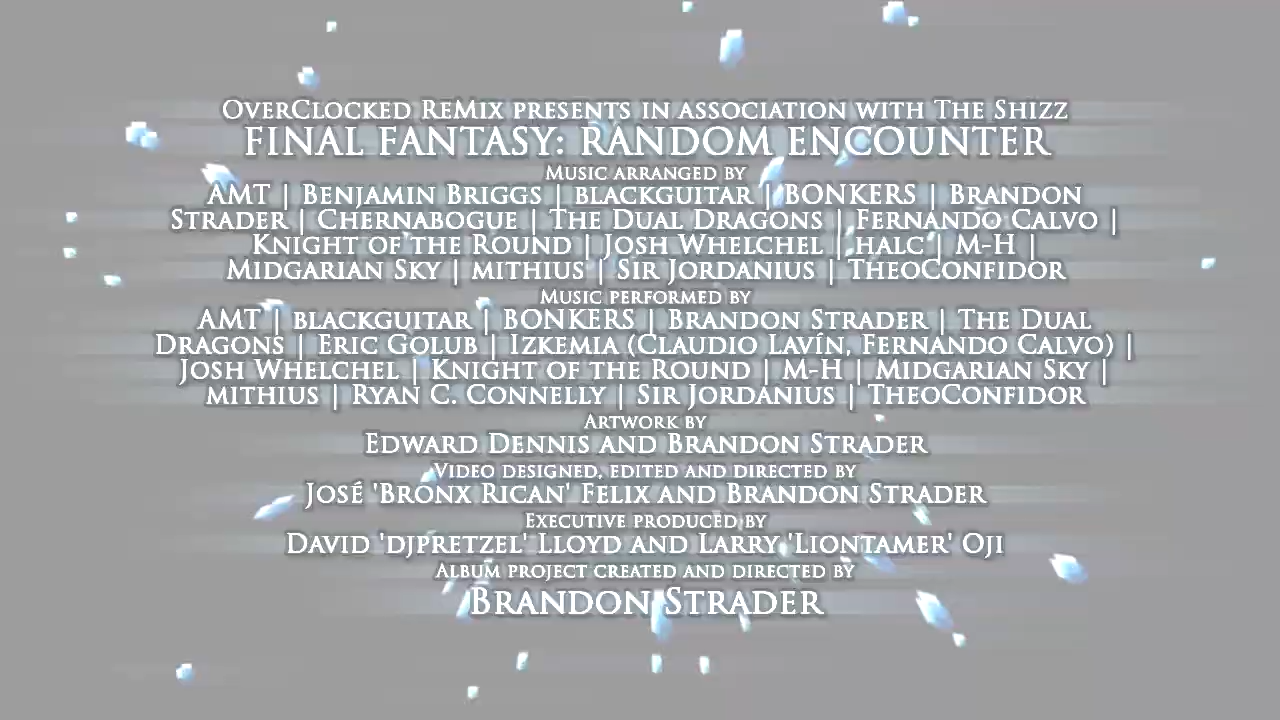 OverClocked ReMix presents in association with The Shizz
FINAL FANTASY: RANDOM ENCOUNTER
Music arranged by
AMT | Benjamin Briggs | blackguitar | BONKERS | Brandon
Strader | Chernabogue | The Dual Dragons | Fernando Calvo |
Knight of the Round | Josh Whelchel | halc | M-H |
Midgarian Sky | mithius | Sir Jordanius | TheoConfidor
Music performed by
AMT | blackguitar | BONKERS | Brandon Strader | The Dual
Dragons | Eric Golub | Izkemia (Claudio Lavín, Fernando Calvo) |
Josh Whelchel | Knight of the Round | M-H | Midgarian Sky |
mithius | Ryan C. Connelly | Sir Jordanius | TheoConfidor
Artwork by
Edward Dennis and Brandon Strader
Video designed, edited and directed by
José 'Bronx Rican' Felix and Brandon Strader
Executive produced by
David 'djpretzel' Lloyd and Larry 'Liontamer' Oji
Album project created and directed by
Brandon Strader